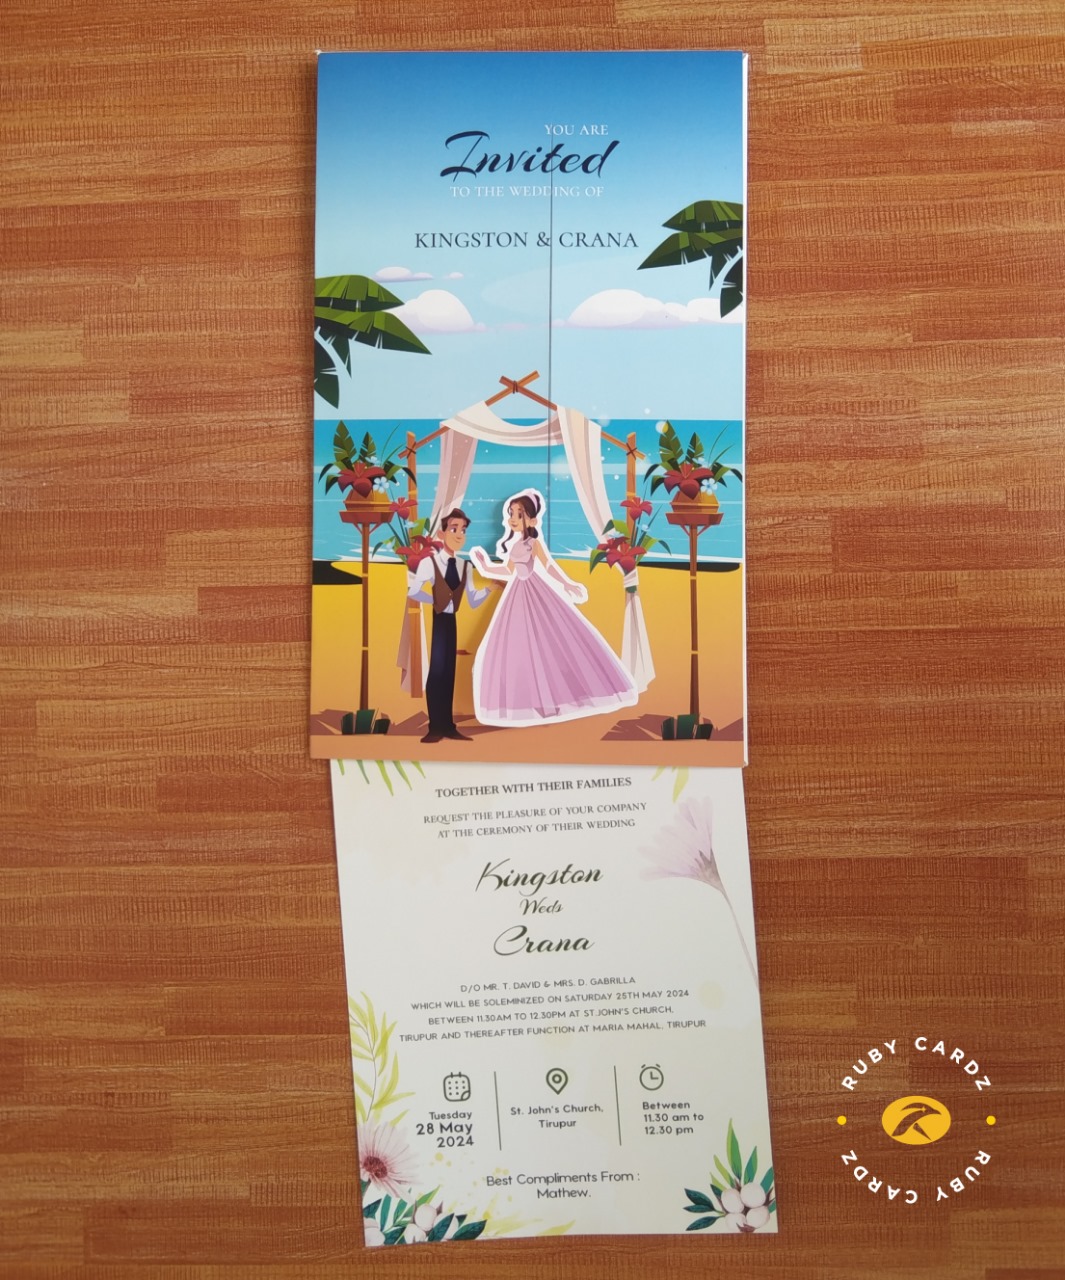 YOU ARE
Invited
TO THE WEDDING OF
KINGSTON & CRANA
TOGETHER WITH THEIR FAMILIES
REQUEST THE PLEASURE OF YOUR COMPANY
AT THE CEREMONY OF THEIR WEDDING
Kingston
Weds
Crana
D/O MR. T. DAVID & MRS. D. GABRILLA
WHICH WILL BE SOLEMINIZED ON SATURDAY 25TH MAY 2024
BETWEEN 11.30AM TO 12.30PM AT ST.JOHN'S CHURCH,
TIRUPUR AND THEREAFTER FUNCTION AT MARIA MAHAL, TIRUPUR
Tuesday
28 May
2024
St. John's Church,
Tirupur
Between
11.30 am to
12.30 pm
Best Compliments From :
Mathew.
RUBY CARDZ
RUBY CARDZ